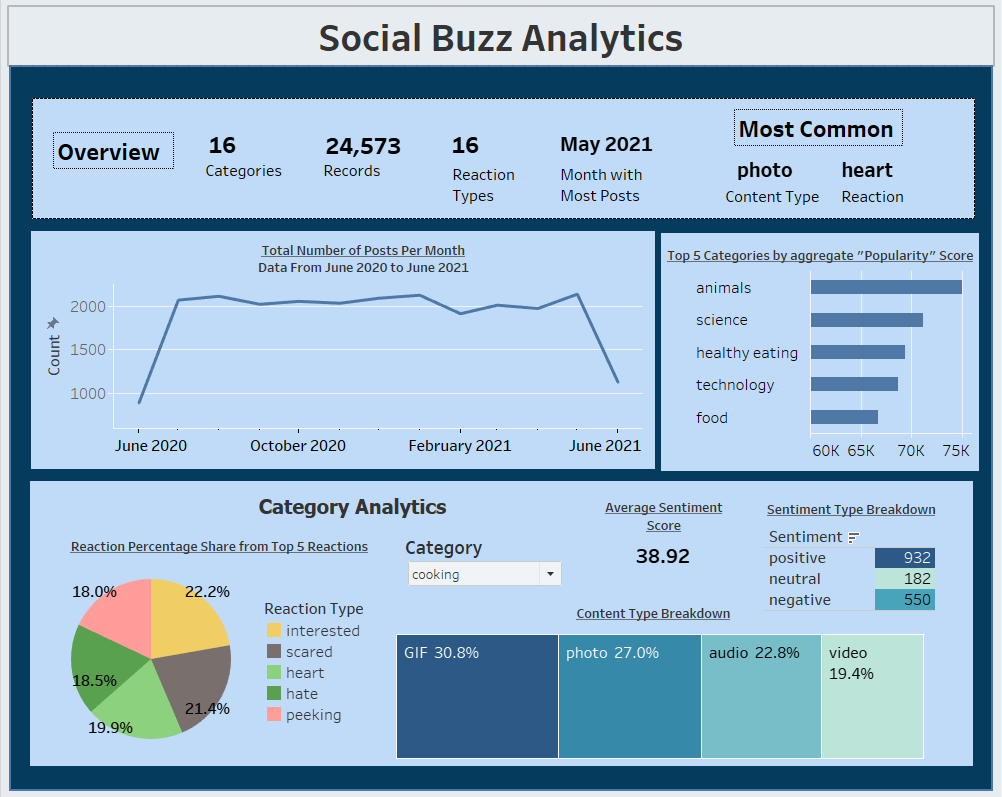 Social Buzz Analytics
Overview
16
Categories
24,573
Records
16
Reaction
Types
May 2021
Month with
Most Posts
Most Common
photo
Content Type
heart
Reaction
Total Number of Posts Per Month
Data From June 2020 to June 2021
Count
2000
1500
1000
June 2020
October 2020
February 2021
June 2021
Top 5 Categories by aggregate "Popularity" Score
animals
science
healthy eating
technology
food
60K 65K 70K 75K
Category Analytics
Reaction Percentage Share from Top 5 Reactions
18.0%
22.2%
18.5%
21.4%
19.9%
Reaction Type
interested
scared
heart
hate
peeking
Category
cooking
Average Sentiment
Score
38.92
Sentiment Type Breakdown
Sentiment
positive 932
neutral 182
negative 550
Content Type Breakdown
GIF 30.8%
photo 27.0%
audio 22.8%
video
19.4%